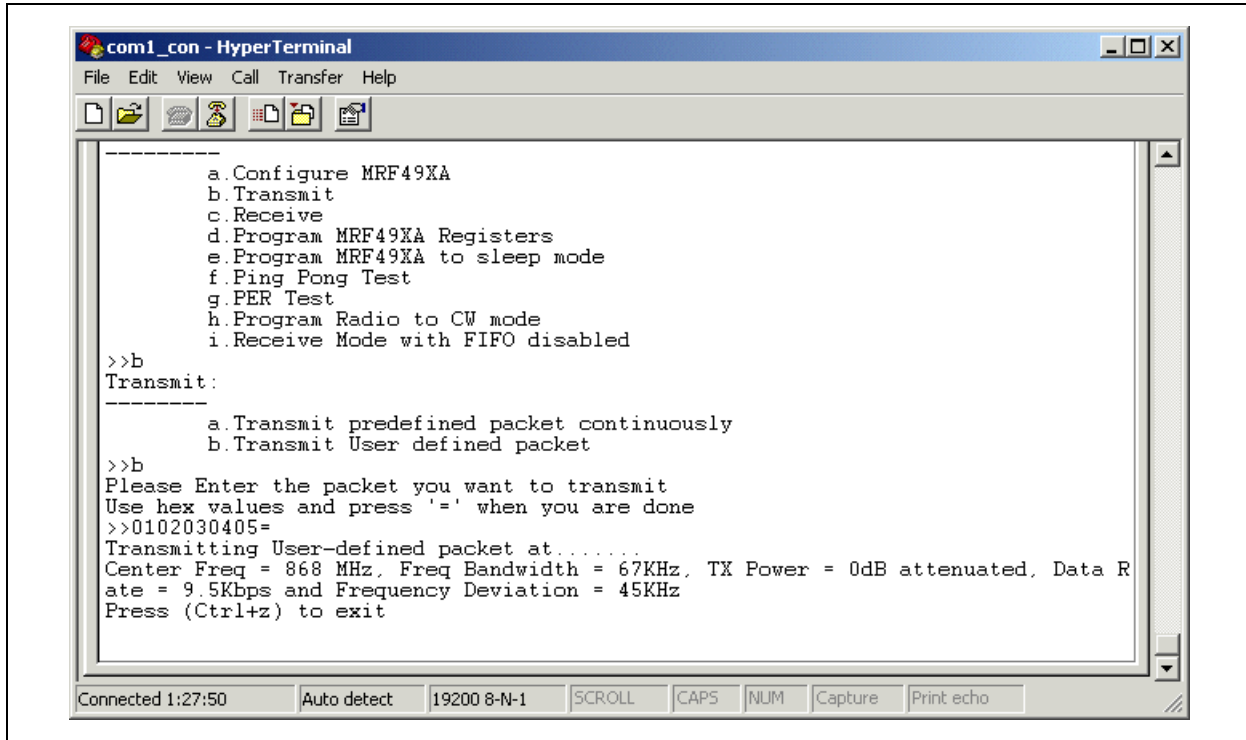 com1_con - HyperTerminal
File Edit View Call Transfer Help
---------
a.Configure MRF49XA
b.Transmit
c.Receive
d.Program MRF49XA Registers
e.Program MRF49XA to sleep mode
f.Ping Pong Test
g.PER Test
h.Program Radio to CW mode
i.Receive Mode with FIFO disabled
>>b
Transmit:
--------
a.Transmit predefined packet continuously
b.Transmit User defined packet
>>b
Please Enter the packet you want to transmit
Use hex values and press '=' when you are done
>>0102030405=
Transmitting User-defined packet at.......
Center Freq = 868 MHz, Freq Bandwidth = 67KHz, TX Power = 0dB attenuated, Data R
ate = 9.5Kbps and Frequency Deviation = 45KHz
Press (Ctrl+z) to exit
Connected 1:27:50 Auto detect 19200 8-N-1 SCROLL CAPS NUM Capture Print echo